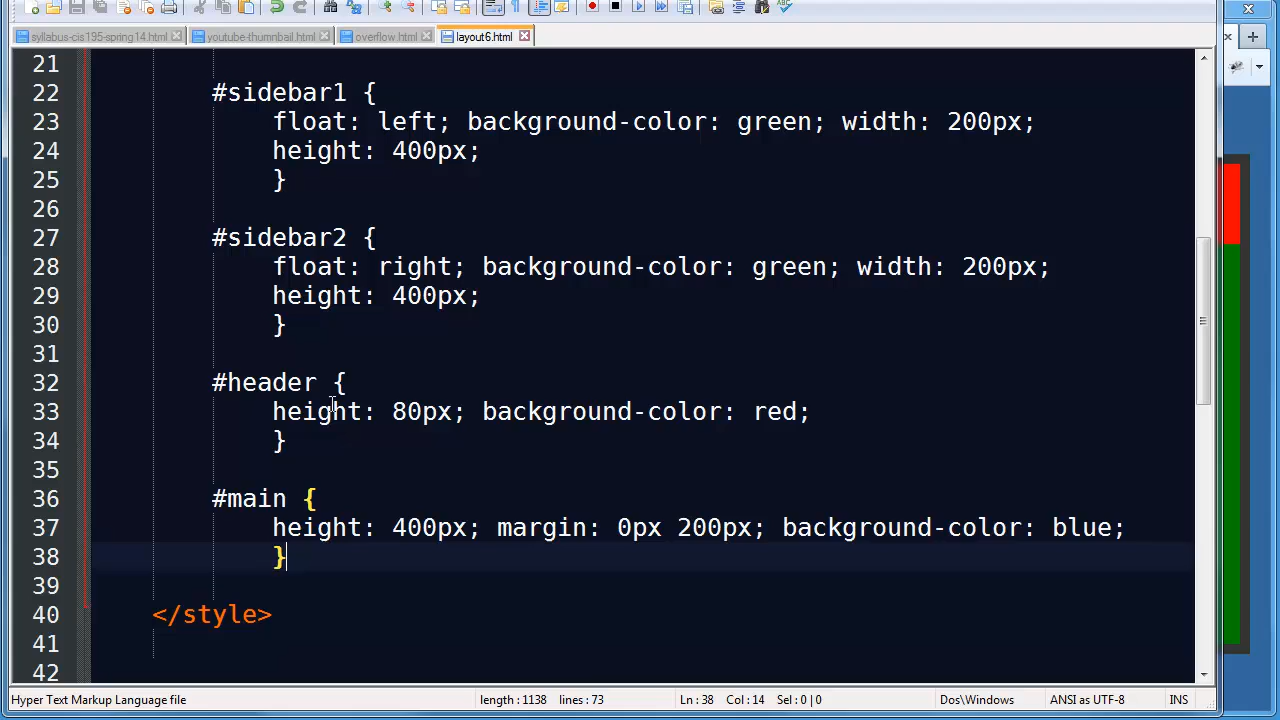 syllabus-cis195-spring14.html youtube-thumnbail.html overflow.html layout6.html
21
22 #sidebar1 {
23 float: left; background-color: green; width: 200px;
24 height: 400px;
25 }
26
27 #sidebar2 {
28 float: right; background-color: green; width: 200px;
29 height: 400px;
30 }
31
32 #header {
33 height: 80px; background-color: red;
34 }
35
36 #main {
37 height: 400px; margin: 0px 200px; background-color: blue;
38 }
39
40 </style>
41
42
Hyper Text Markup Language file length : 1138 lines : 73 Ln : 38 Col : 14 Sel : 0 | 0 Dos\Windows ANSI as UTF-8 INS